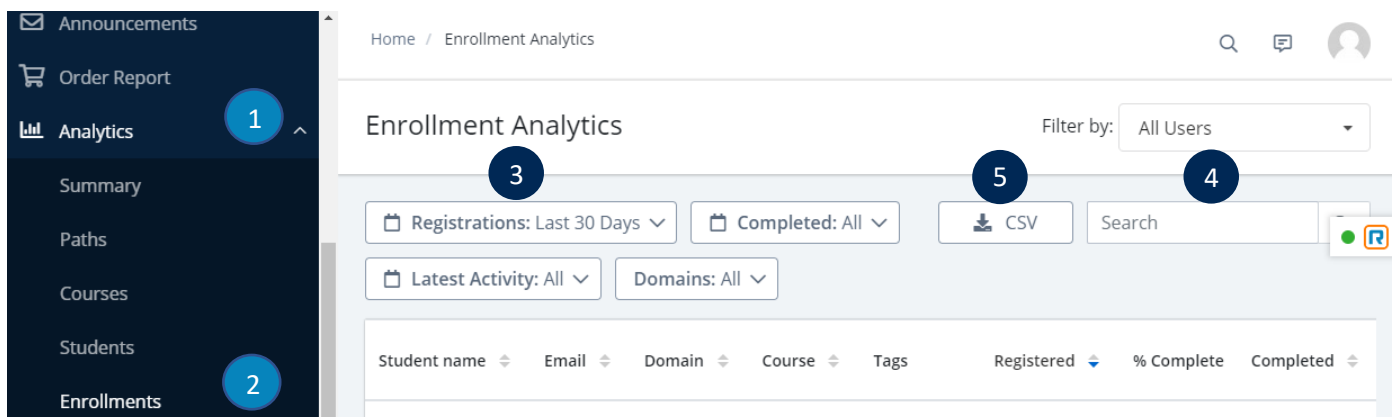 Announcements
Order Report
Analytics
1
Summary
Paths
Courses
Students
Enrollments
2
Home / Enrollment Analytics
Enrollment Analytics
Filter by: All Users
3
5
4
Registrations: Last 30 Days
Completed: All
CSV
Search
R
Latest Activity: All
Domains: All
Student name Email Domain Course Tags Registered % Complete Completed